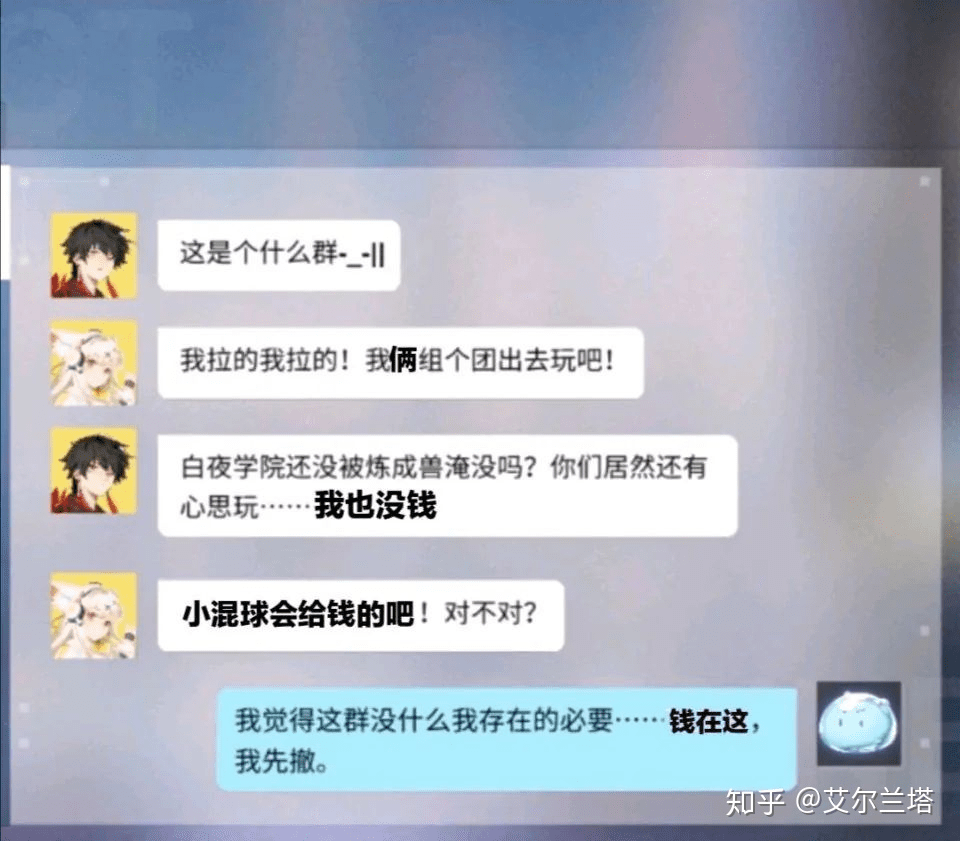 这是个什么群-_-||
我拉的我拉的！我俩组个团出去玩吧！
白夜学院还没被炼成兽淹没吗？你们居然还有
心思玩……我也没钱
小混球会给钱的吧！对不对？
我觉得这群没什么我存在的必要……钱在这，
我先撤。
知乎 @艾尔兰塔